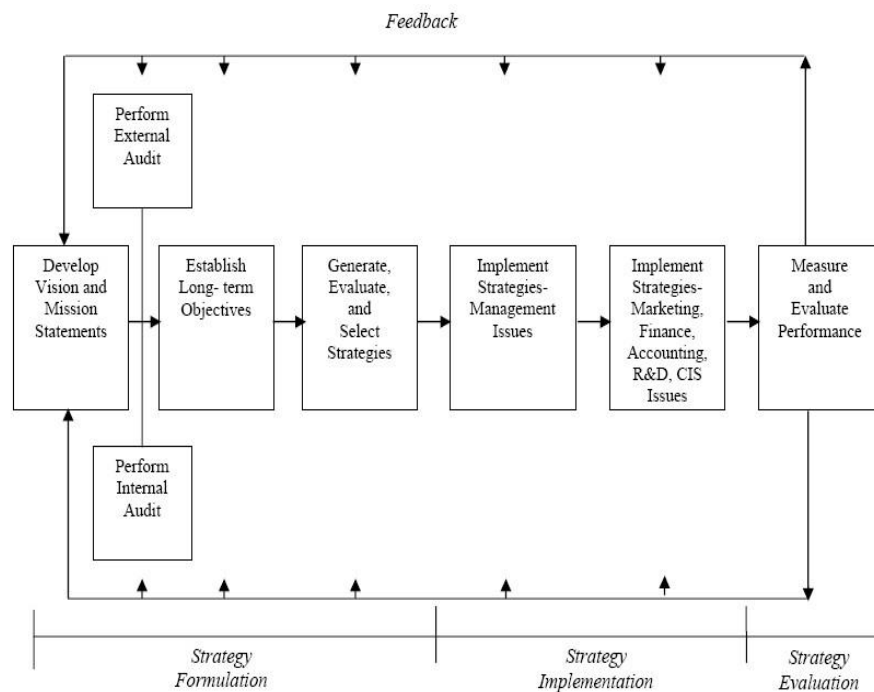 Feedback
Perform
External
Audit
Develop
Vision and
Mission
Statements
Establish
Long- term
Objectives
Generate,
Evaluate,
and
Select
Strategies
Implement
Strategies-
Management
Issues
Implement
Strategies-
Marketing,
Finance,
Accounting,
R&D, CIS
Issues
Measure
and
Evaluate
Performance
Perform
Internal
Audit
Strategy
Formulation
Strategy
Implementation
Strategy
Evaluation